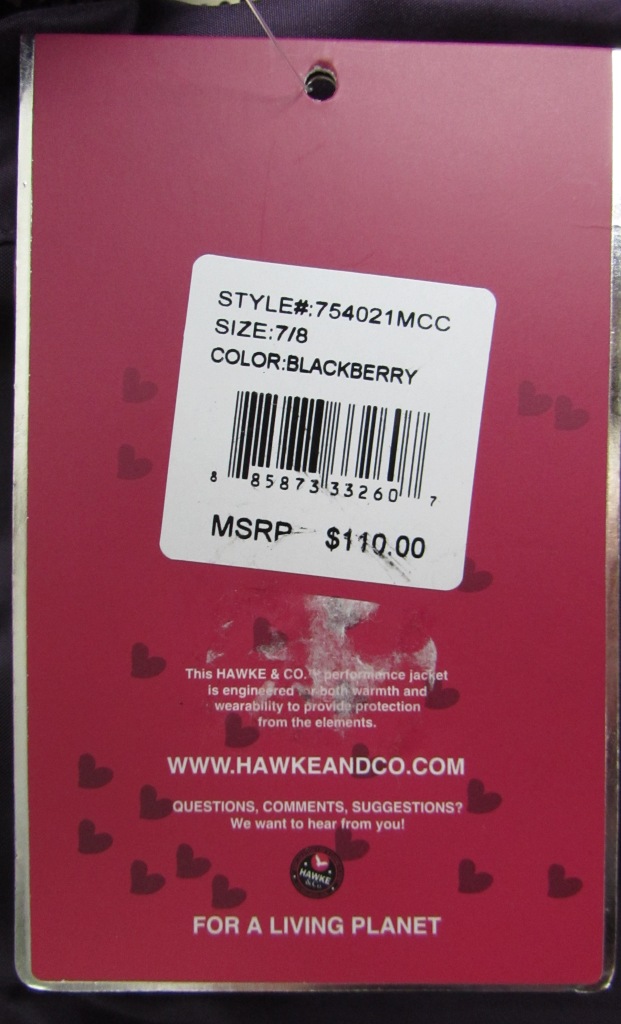 STYLE#:754021MCC
SIZE:7/8
COLOR:BLACKBERRY
8 85873 33260 7
MSRP $110.00
This HAWKE & CO.™ performance jacket
is engineered for both warmth and
wearability to provide protection
from the elements.
WWW.HAWKEANDCO.COM
QUESTIONS, COMMENTS, SUGGESTIONS?
We want to hear from you!
HAWKE
&Co
FOR A LIVING PLANET